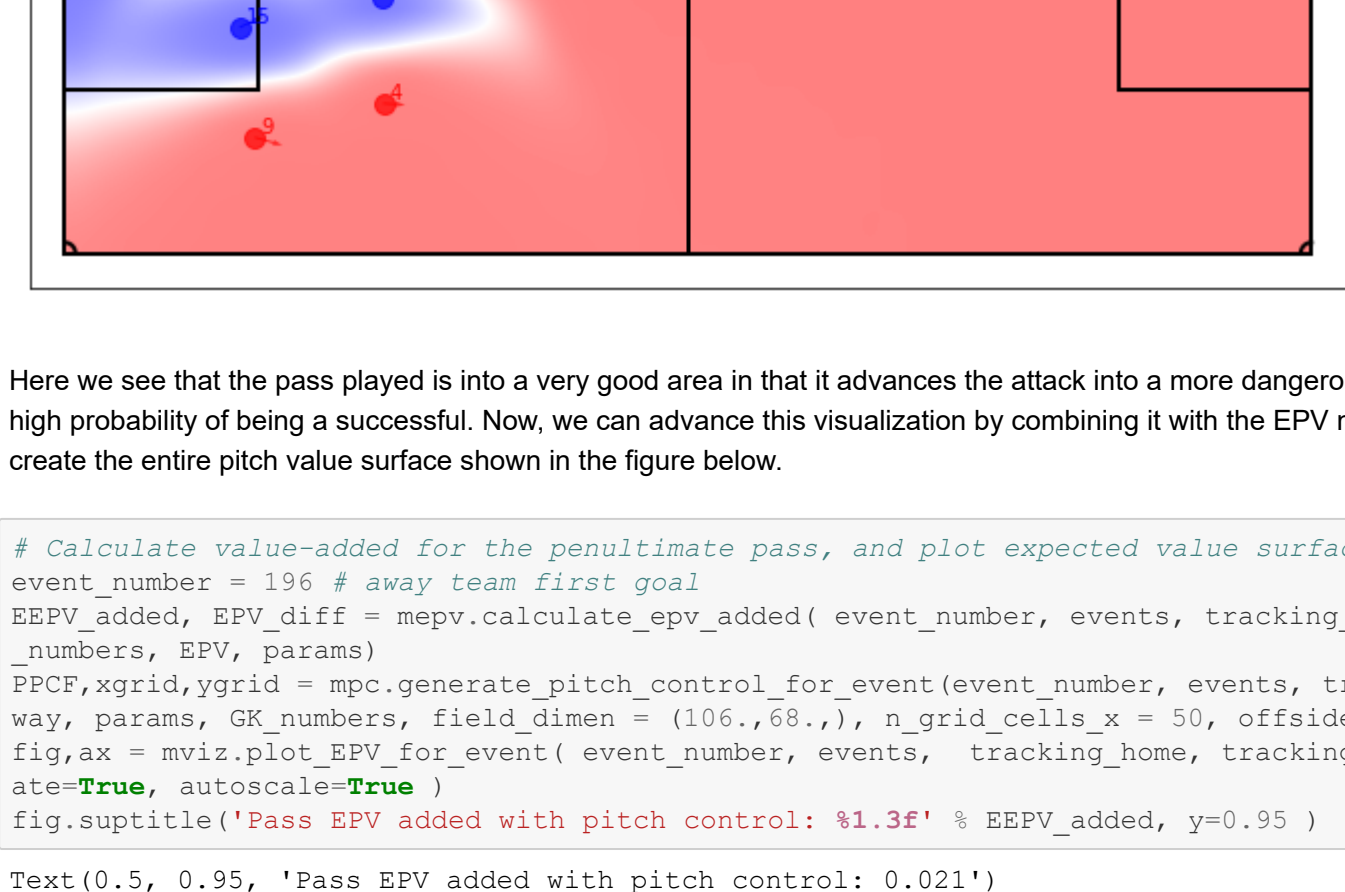 15
4
9
Here we see that the pass played is into a very good area in that it advances the attack into a more
high probability of being a successful. Now, we can advance this visualization by combining it with the EPV
create the entire pitch value surface shown in the figure below.
# Calculate value-added for the penultimate pass, and plot expected value
event_number = 196 # away team first goal
EEPV_added, EPV_diff = mepv.calculate_epv_added( event_number, events, tracking_
_numbers, EPV, params)
PPCF,xgrid,ygrid = mpc.generate_pitch_control_for_event(event_number, events,
way, params, GK_numbers, field_dimen = (106.,68.,), n_grid_cells_x = 50, offside
fig,ax = mviz.plot_EPV_for_event( event_number, events,  tracking_home, tracking
ate=True, autoscale=True )
fig.suptitle('Pass EPV added with pitch control: %1.3f' % EEPV_added, y=0.95 )
Text(0.5, 0.95, 'Pass EPV added with pitch control: 0.021')